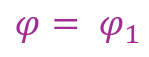 φ = φ₁